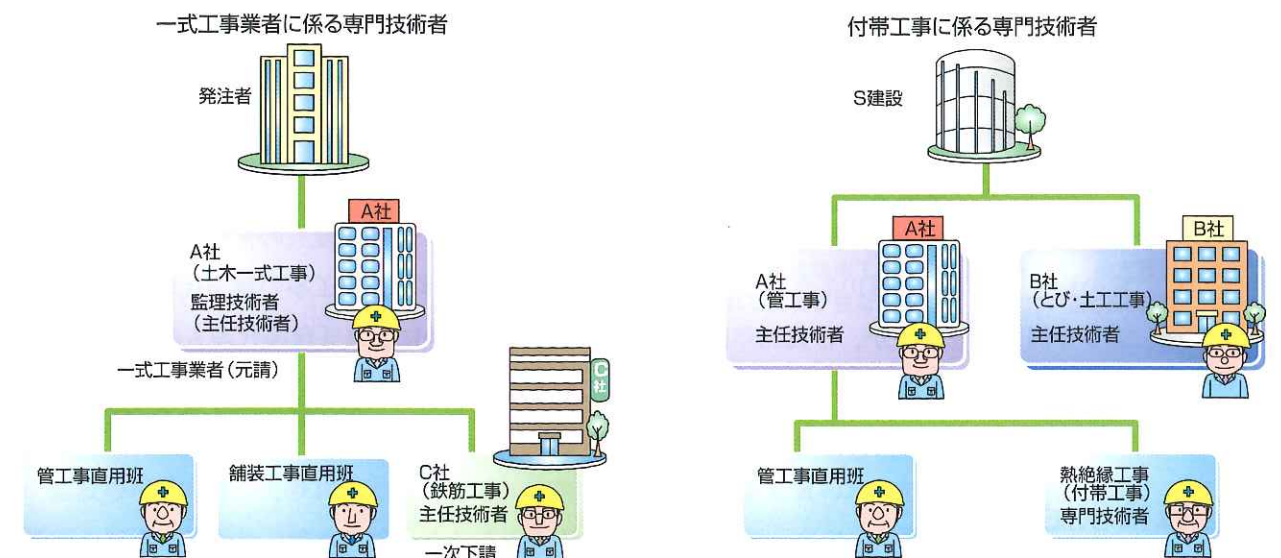 一式工事業者に係る専門技術者
発注者
A社
A社
（土木一式工事）
監理技術者
（主任技術者）
一式工事業者（元請）
C社
管工事直用班
舗装工事直用班
C社
（鉄筋工事）
主任技術者
一次下請
付帯工事に係る専門技術者
S建設
A社
A社
（管工事）
主任技術者
B社
B社
（とび・土工工事）
主任技術者
管工事直用班
熱絶縁工事
（付帯工事）
専門技術者